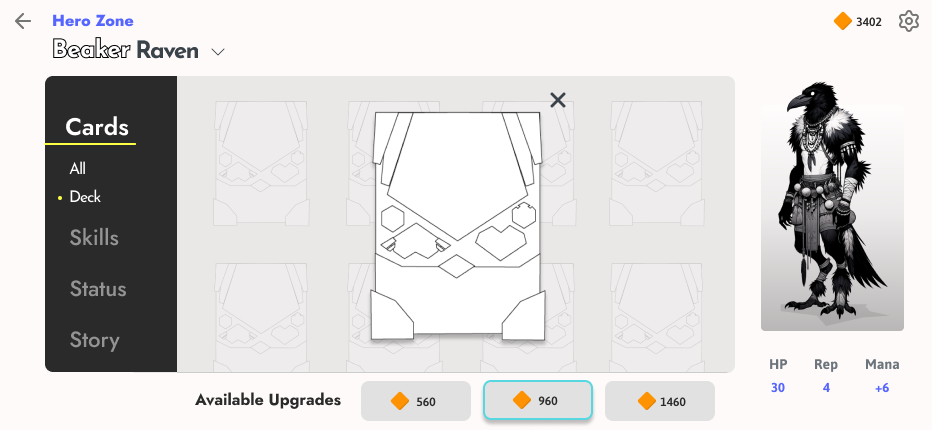 Hero Zone
3402
Beaker Raven
Cards
All
Deck
Skills
Status
Story
HP Rep Mana
30 4 +6
Available Upgrades 560 960 1460